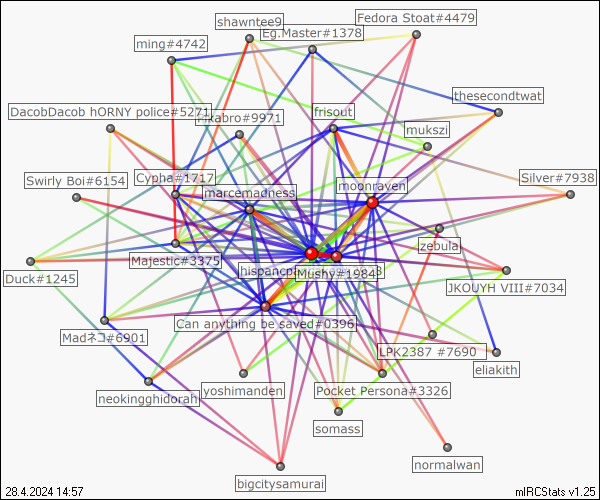 shawntee9
Fedora Stoat#4479
Eg.Master#1378
ming#4742
thesecondtwat
DacobDacob hORNY police#5271
#9971
frisout
mukszi
Swirly Boi#6154
Cypha#1717
moonraven
Silver#7938
marcemadness
zebulaj
Majestic#3375
Mushy#1984
Duck#1245
JKOUYH VIII#7034
Can anything be saved#0396
Madネコ#6901
LPK2387 #7690
eliakith
neokingghidorah
yoshimanden
Pocket Persona#3326
somass
normalwan
bigcitysamurai
28.4.2024 14:57
mIRCStats v1.25